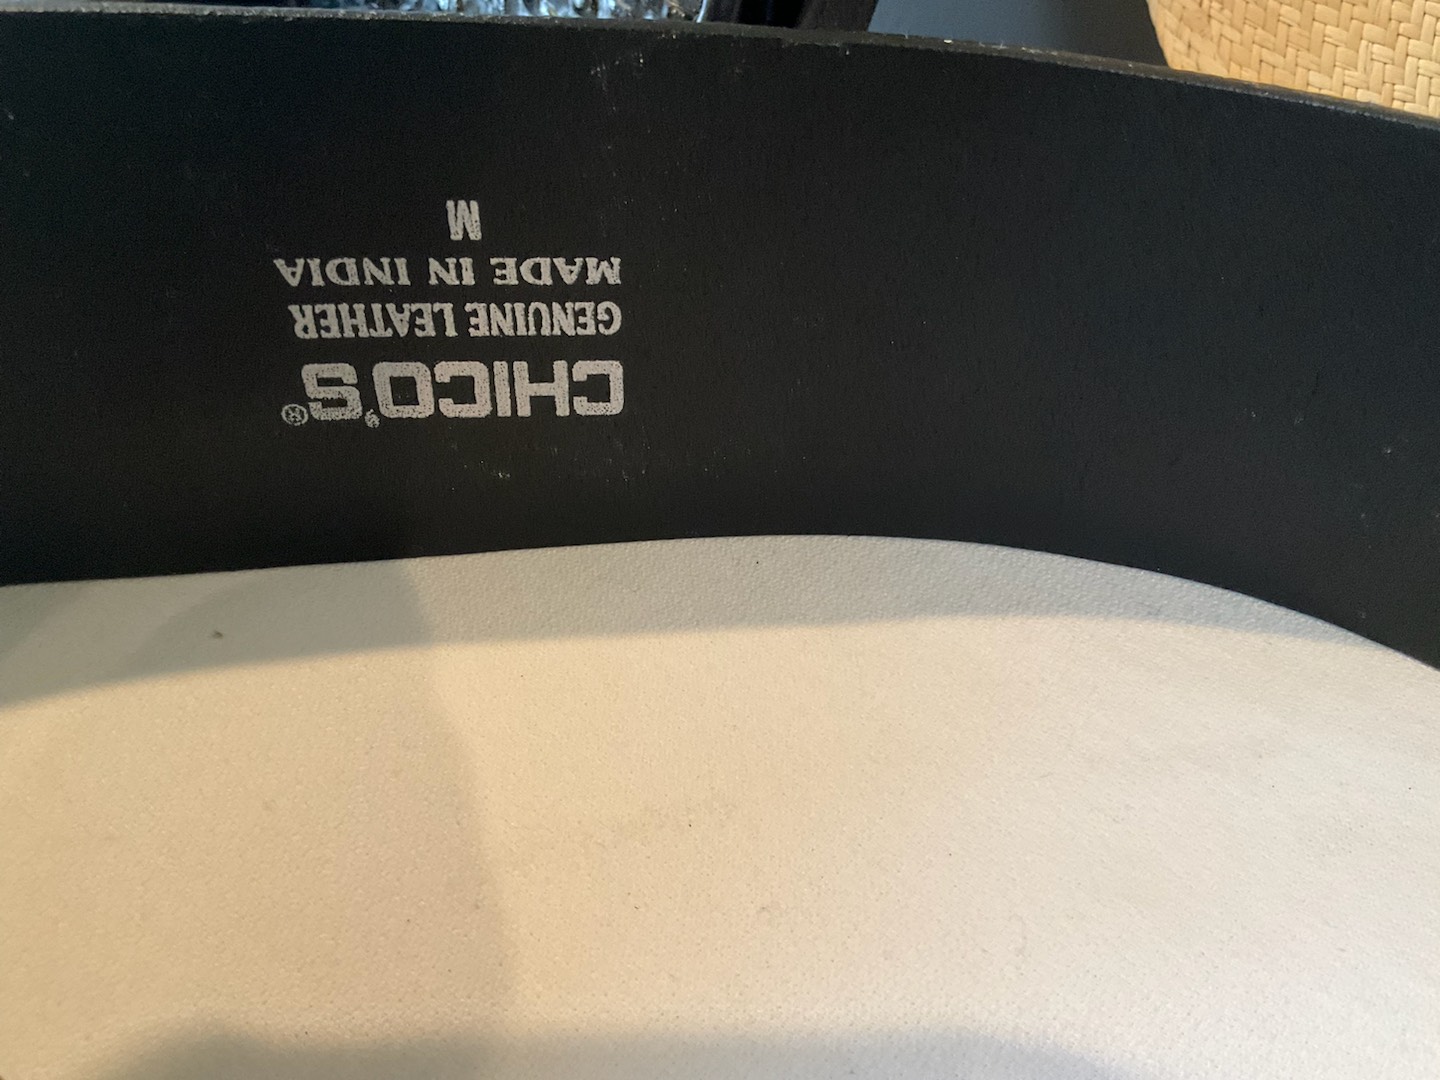 CHICO'S®
GENUINE LEATHER
MADE IN INDIA
M